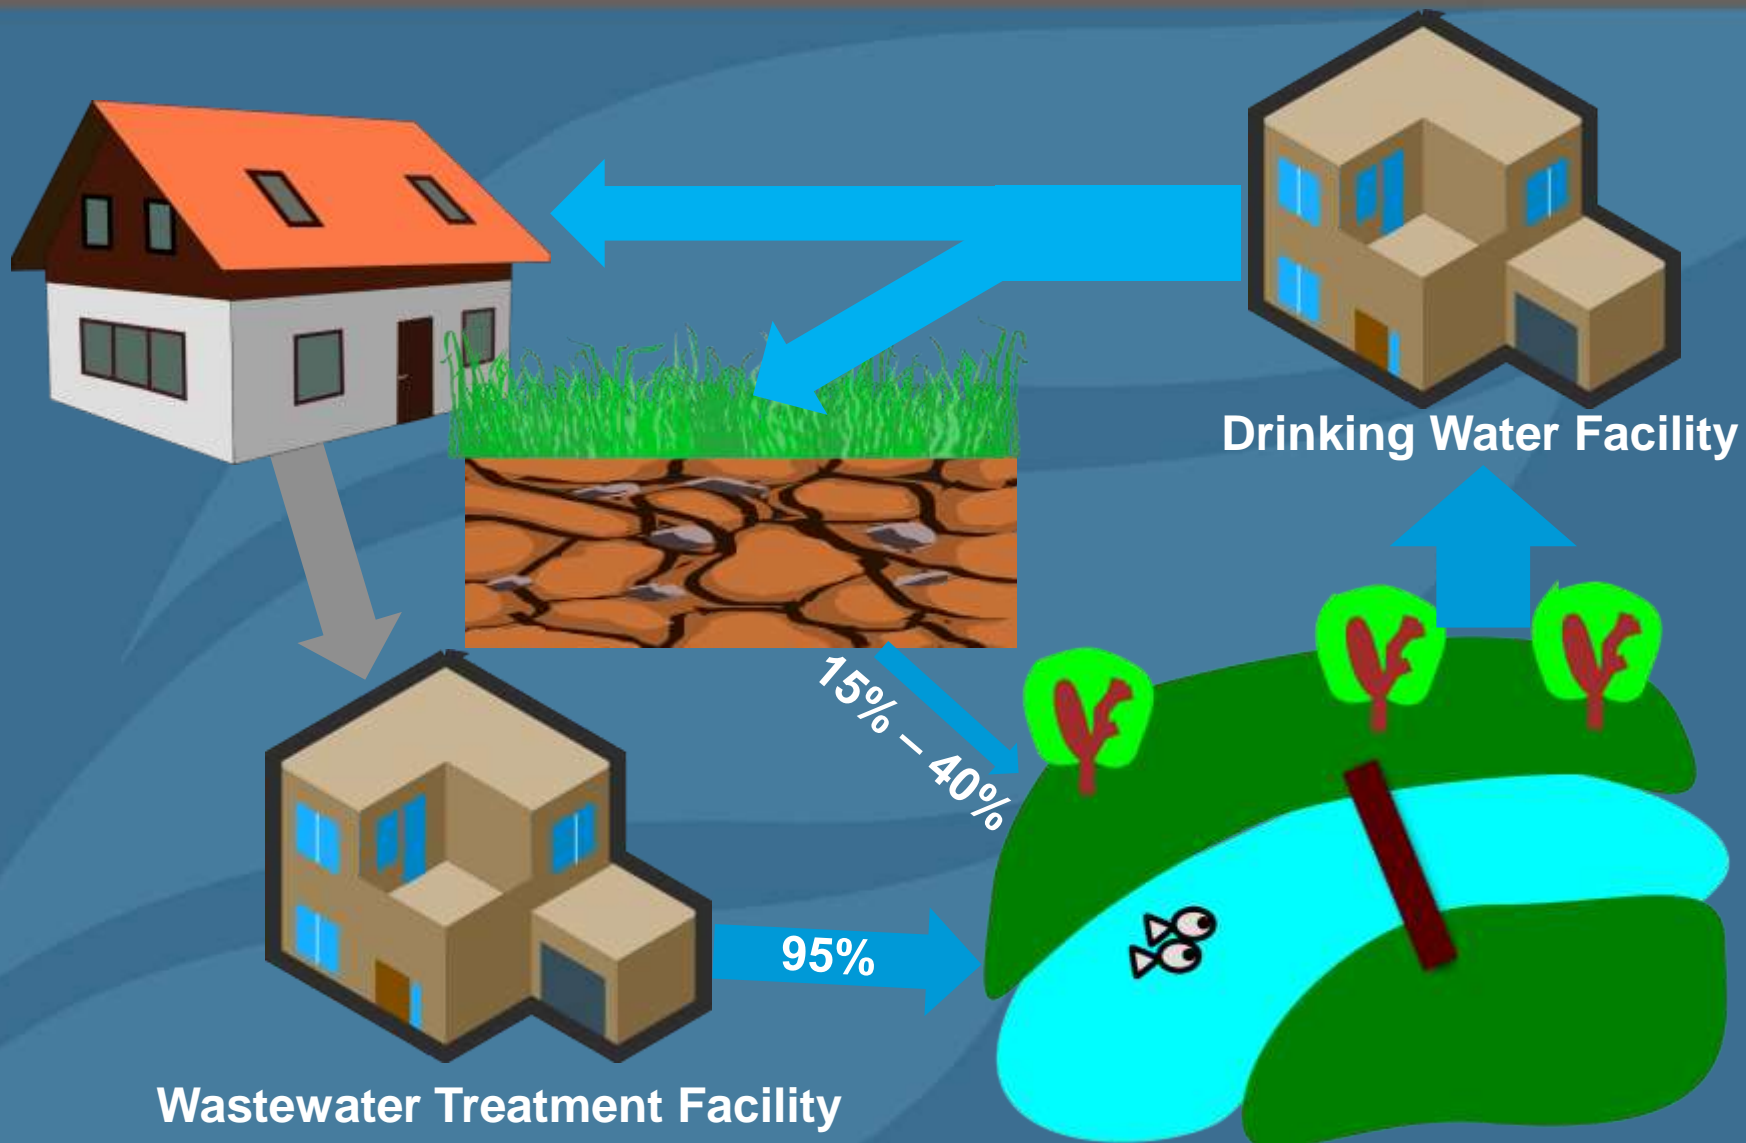 Drinking Water Facility
15% – 40%
95%
Wastewater Treatment Facility